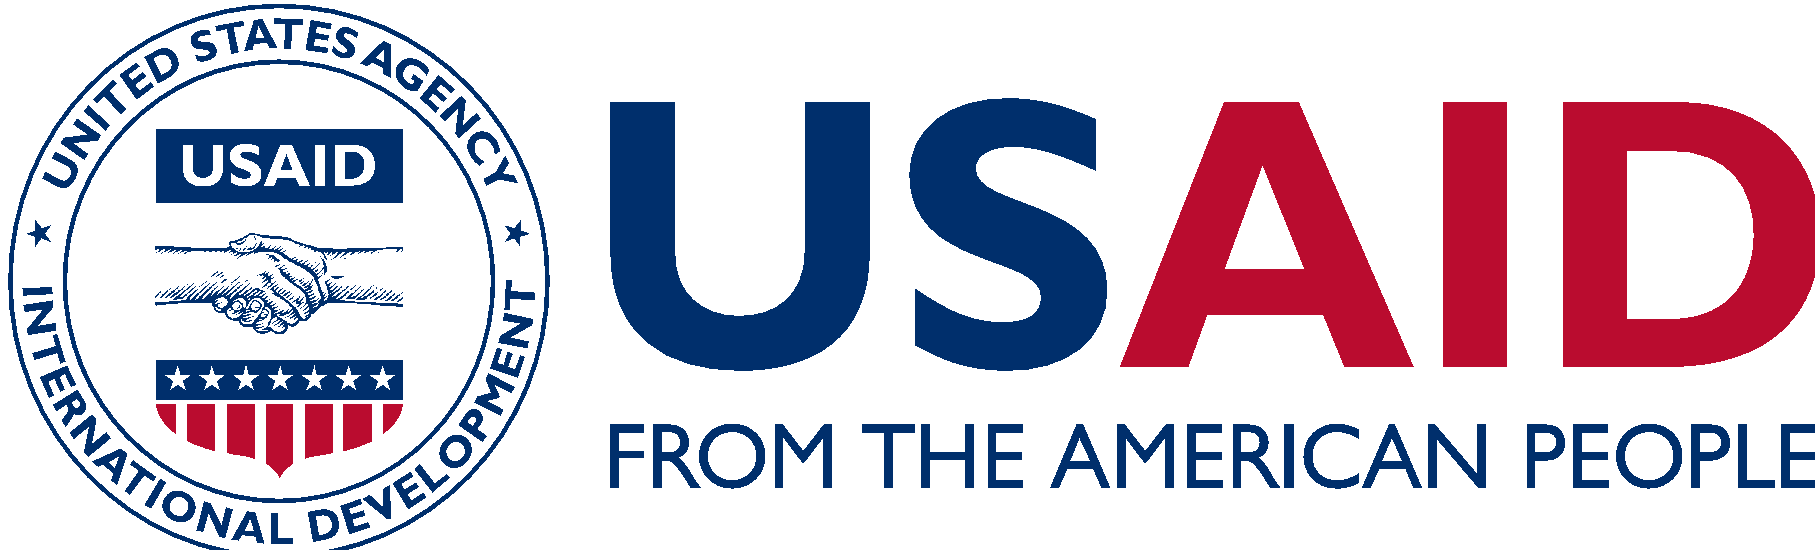 UNITED STATES AGENCY
USAID
INTERNATIONAL DEVELOPMENT
USAID
FROM THE AMERICAN PEOPLE